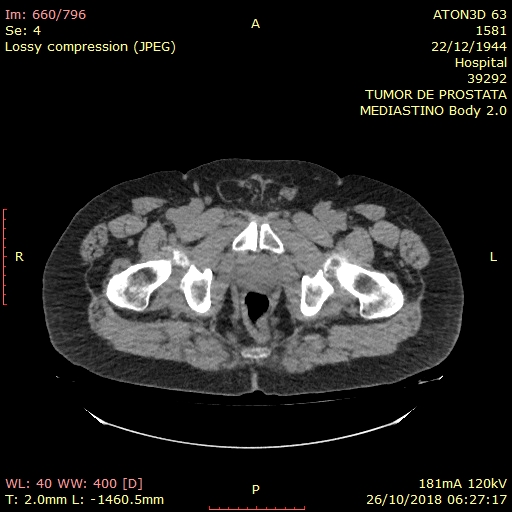 Im: 660/796
Se: 4
Lossy compression (JPEG)
A
ATON3D 63
1581
22/12/1944
Hospital
39292
TUMOR DE PROSTATA
MEDIASTINO Body 2.0
R
L
WL: 40 WW: 400 [D]
T: 2.0mm L: -1460.5mm
P
181mA 120kV
26/10/2018 06:27:17